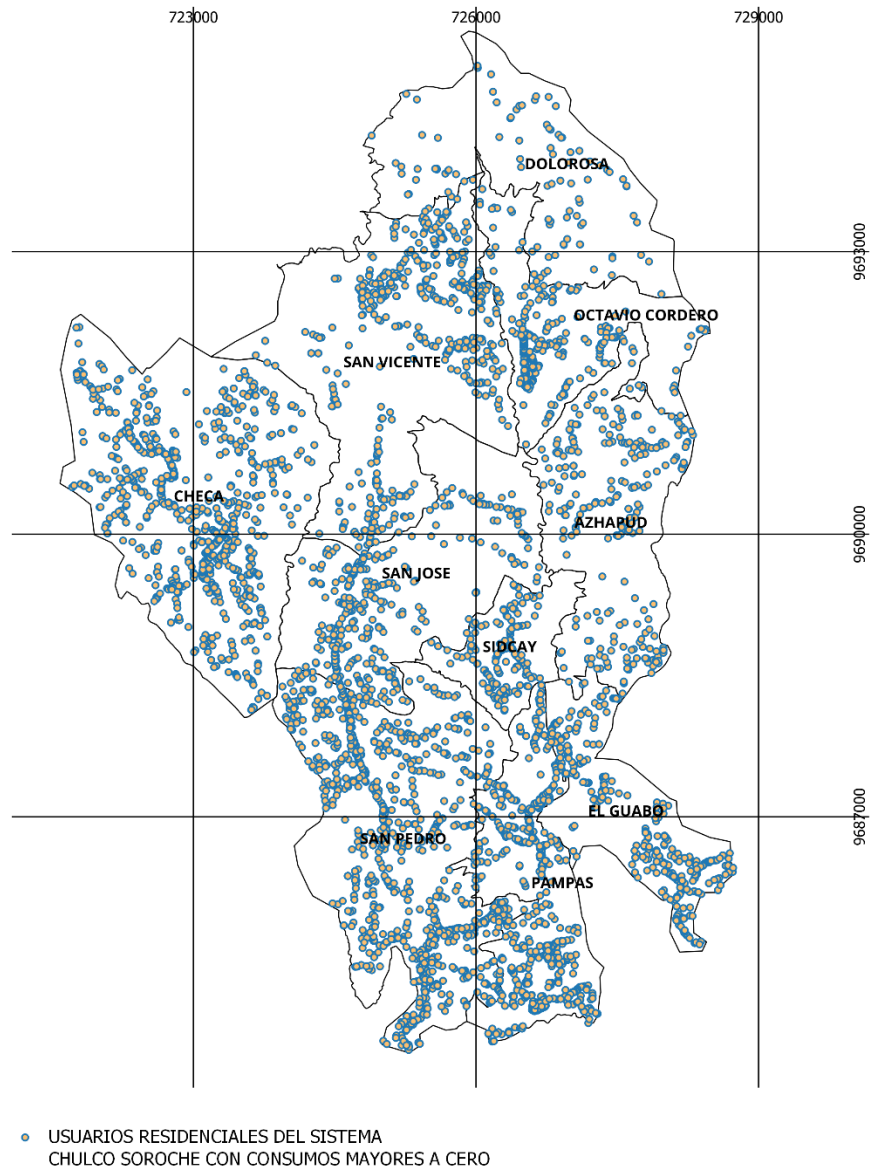 723000
726000
729000
DOLOROSA
9693000
OCTAVIO CORDERO
SAN VICENTE
CHECA
AZHAPUD
9690000
SAN JOSE
SIDCAY
EL GUABO
9687000
SAN PEDRO
PAMPAS
USUARIOS RESIDENCIALES DEL SISTEMA
CHULCO SOROCHE CON CONSUMOS MAYORES A CERO